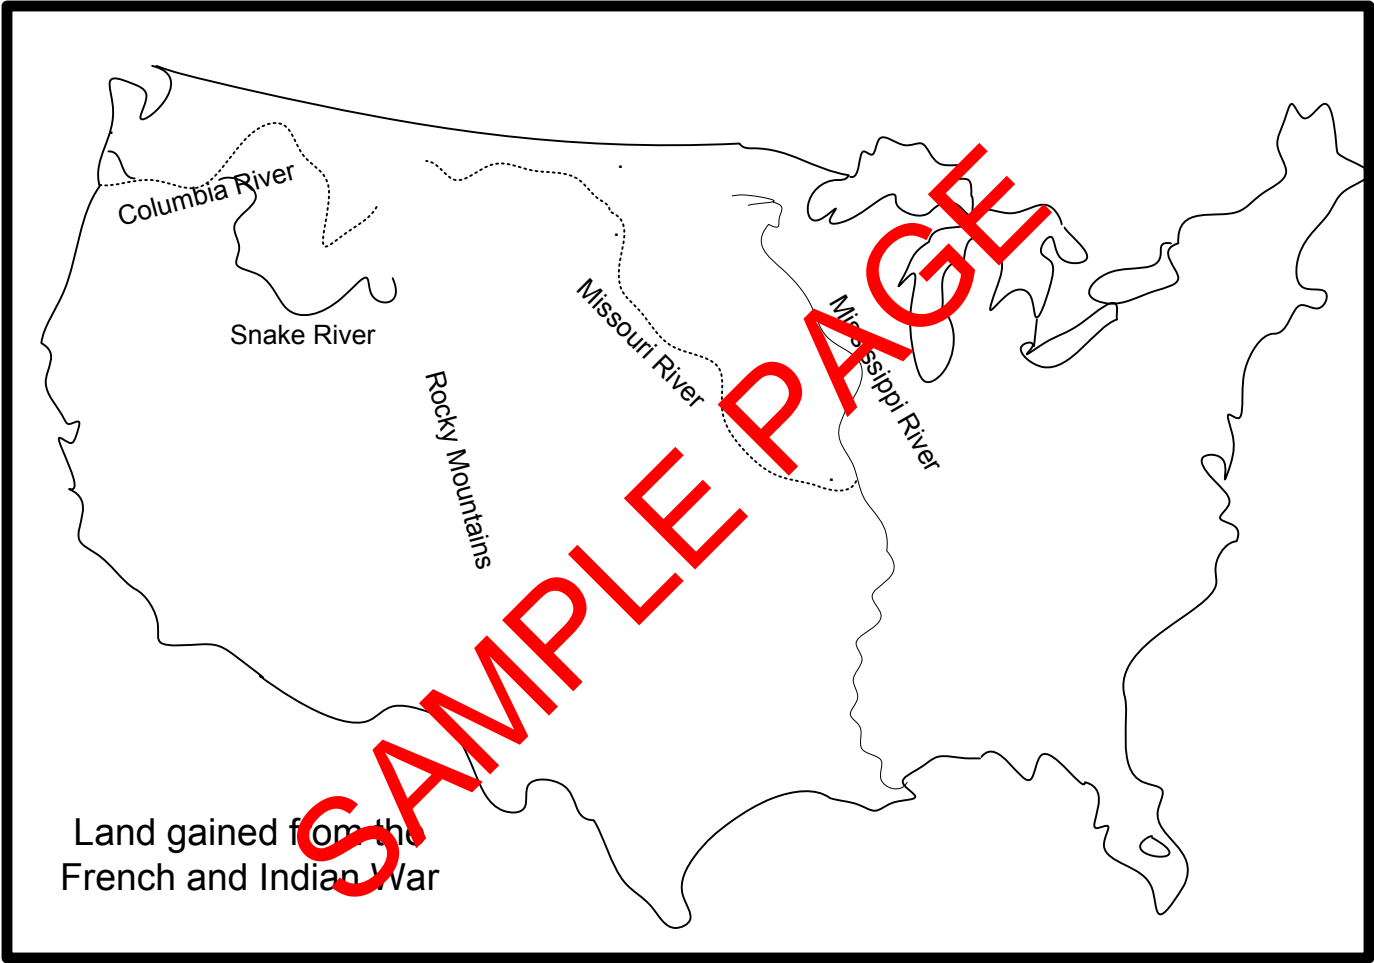 Columbia River
Snake River
Missouri River
Mississippi River
Rocky Mountains
SAMPLE PAGE
Land gained from the
French and Indian War